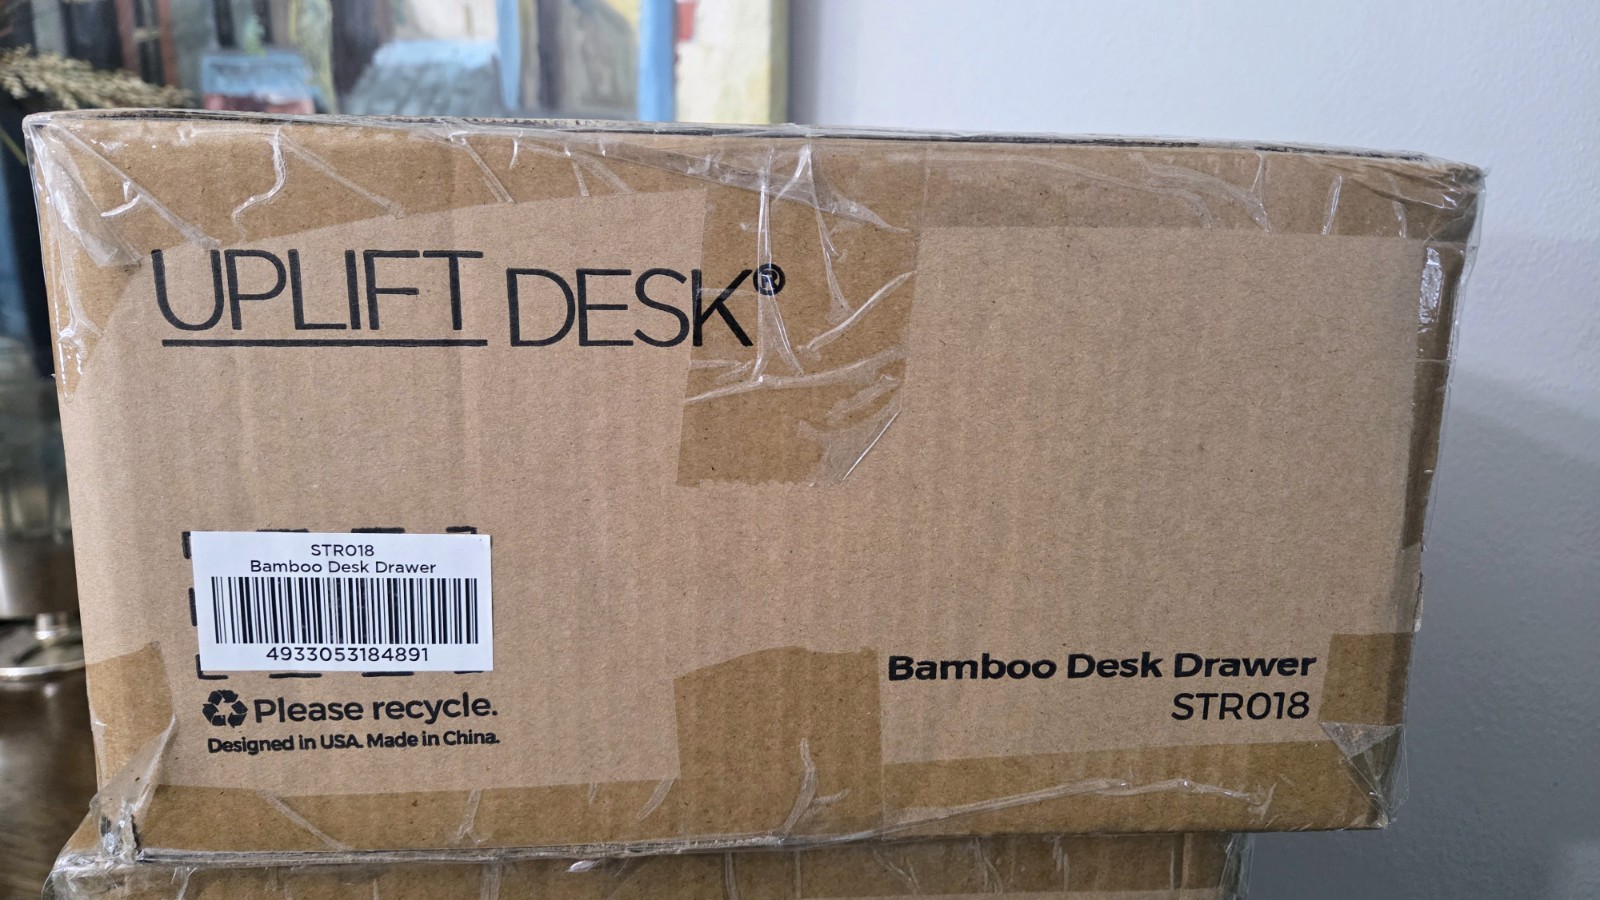 UPLIFT DESK®
STR018
Bamboo Desk Drawer
4933053184891
Please recycle.
Designed in USA. Made in China.
Bamboo Desk Drawer
STR018